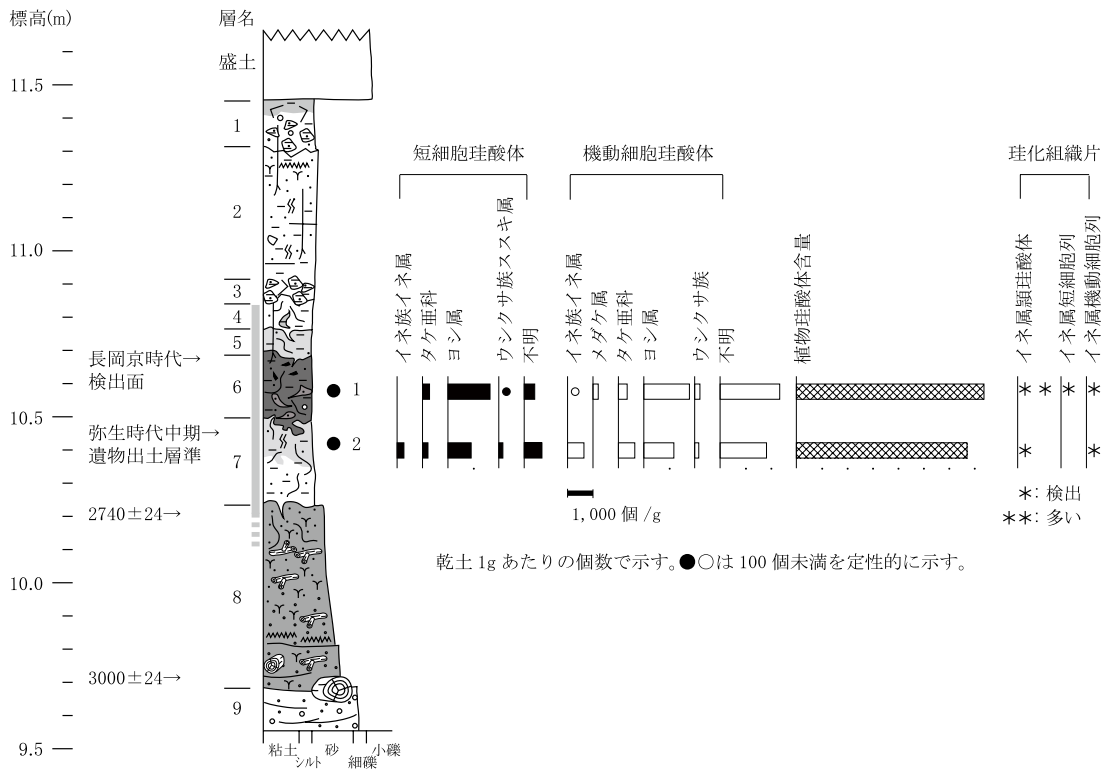 標高(m)
層名
盛土
11.5
11.0
10.5
10.0
9.5
1
2
3
4
5
6
7
8
9
長岡京時代→
検出面
弥生時代中期→
遺物出土層準
2740±24→
3000±24→
粘土
シルト
砂
細礫
小礫
● 1
● 2
短細胞珪酸体
機動細胞珪酸体
珪化組織片
イネ族イネ属
タケ亜科
ヨシ属
ウシクサ族ススキ属
不明
イネ族イネ属
メダケ属
タケ亜科
ヨシ属
ウシクサ族
不明
植物珪酸体含量
イネ属穎珪酸体
イネ属短細胞列
イネ属機動細胞列
* * * *
* *
1,000 個 /g
*: 検出
**: 多い
乾土 1g あたりの個数で示す。●○は 100 個未満を定性的に示す。